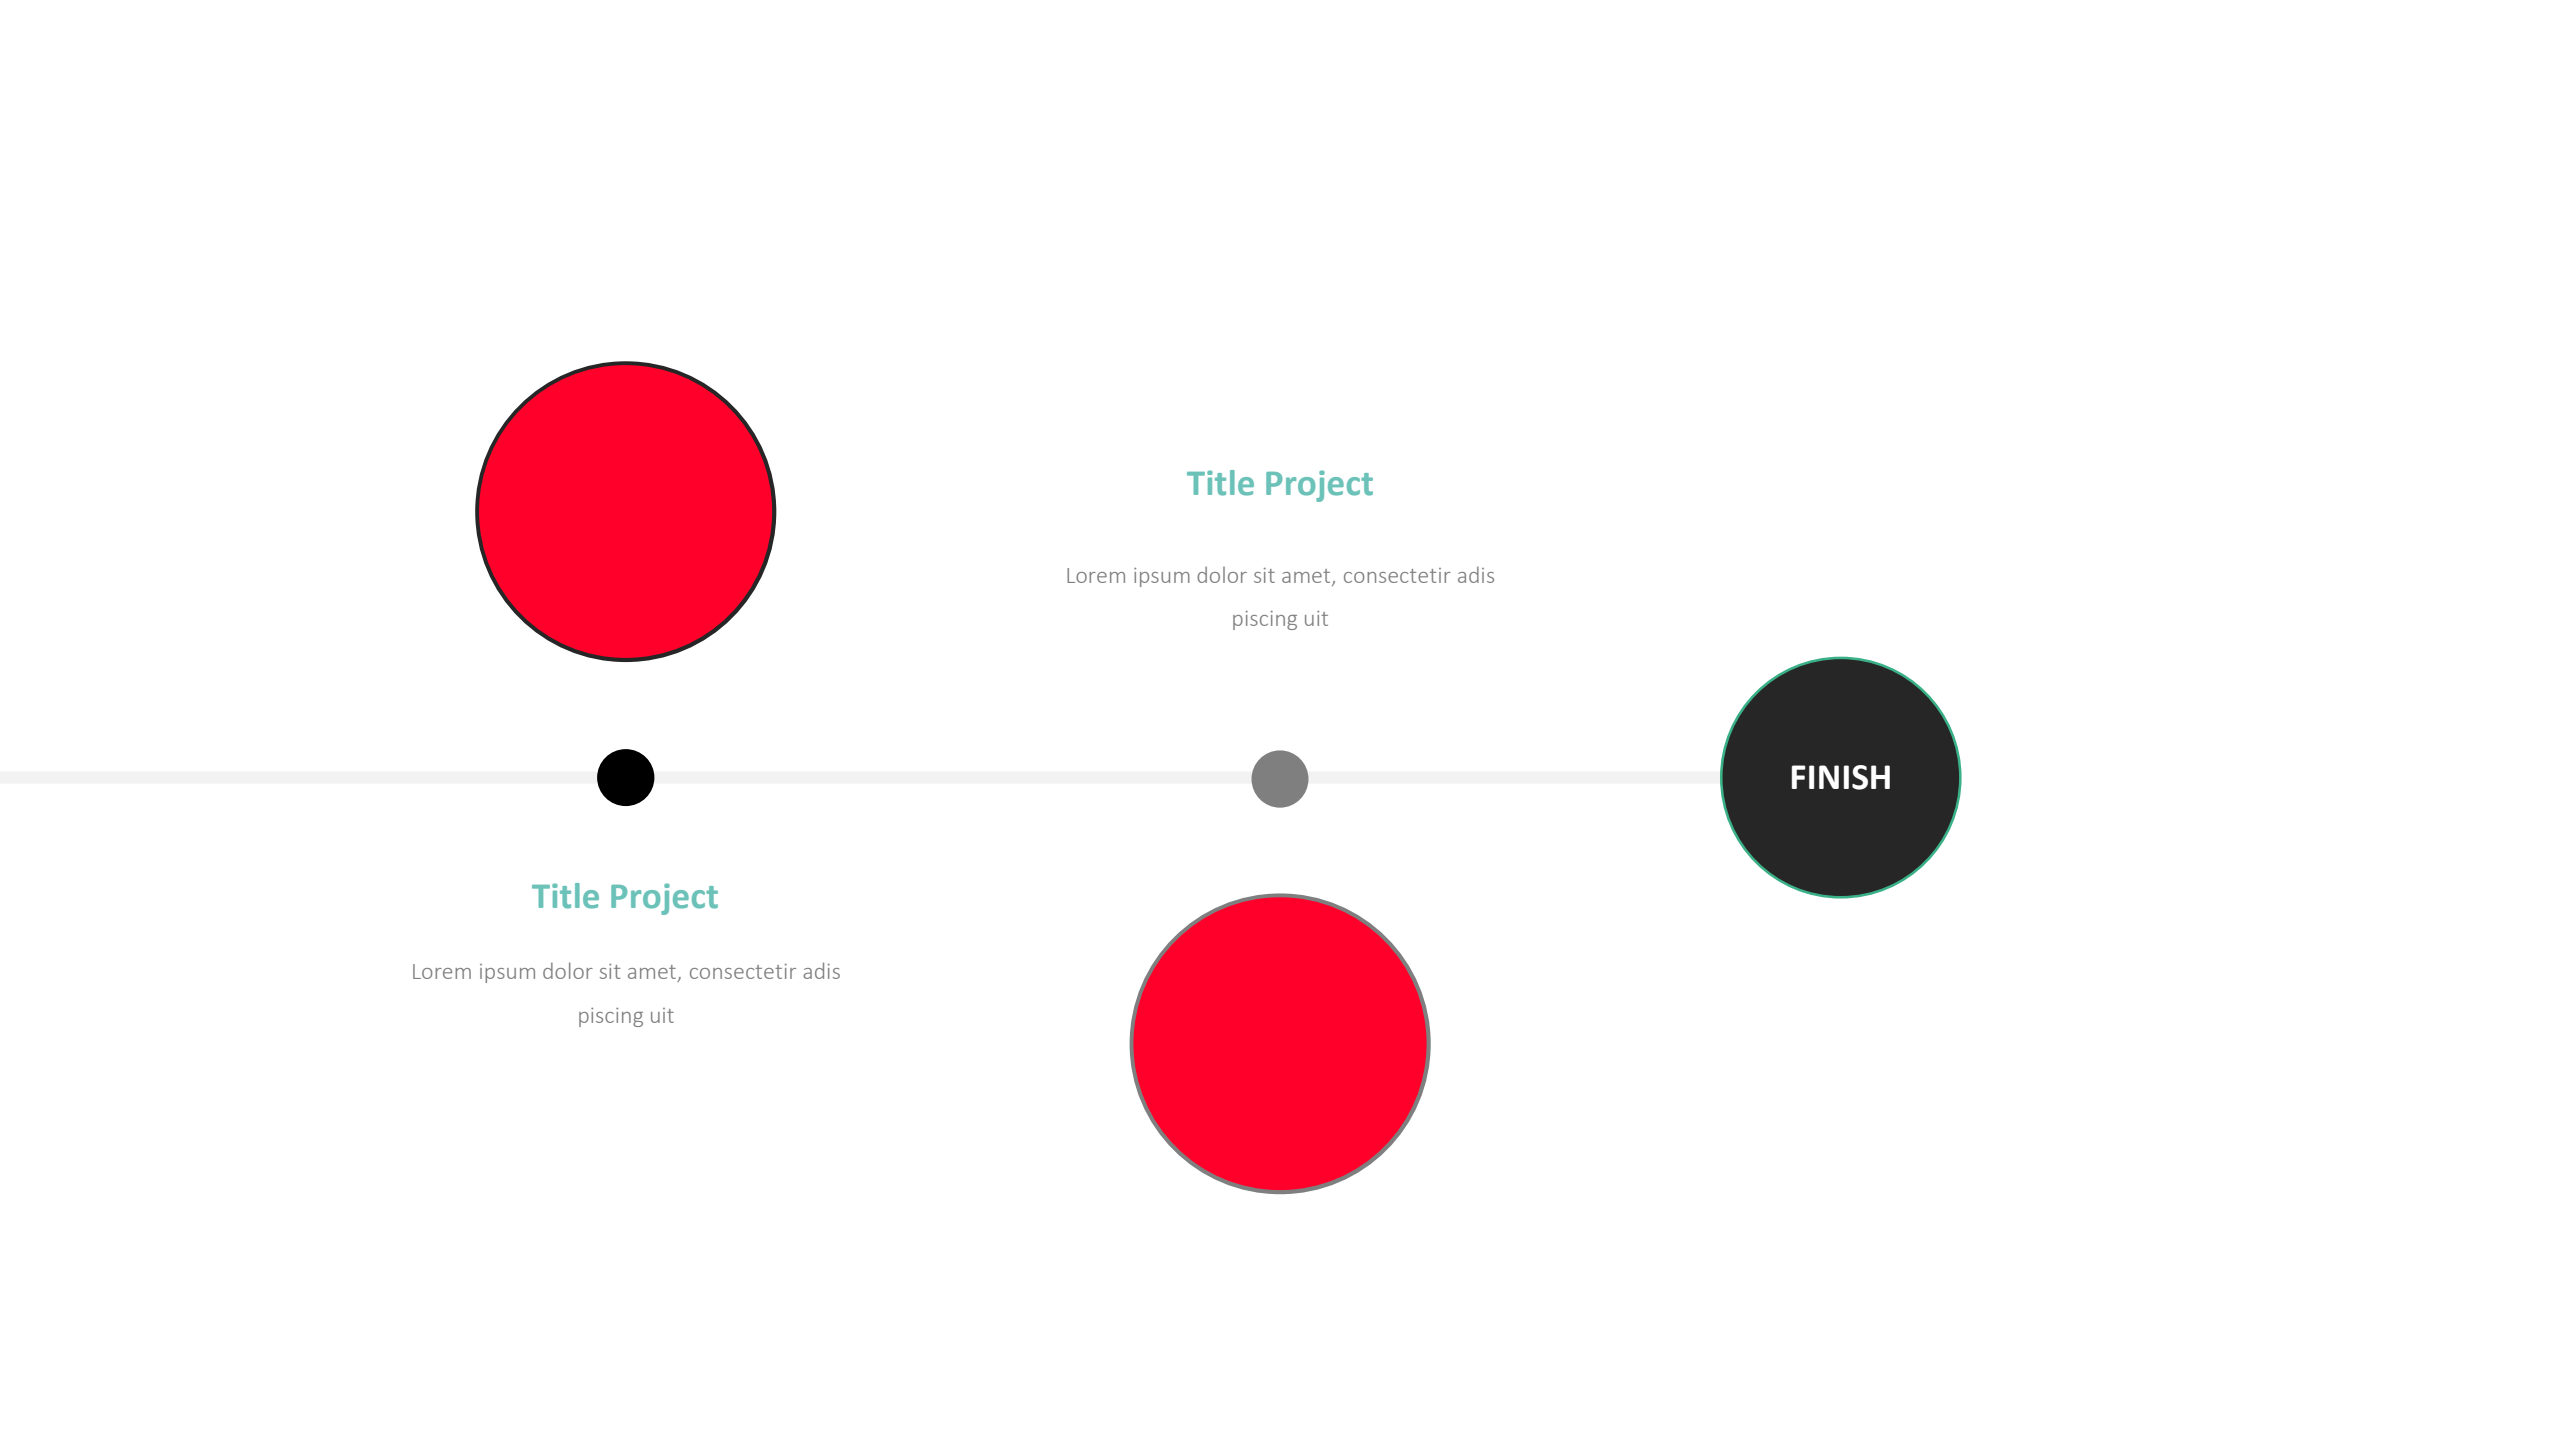 Title Project
Lorem ipsum dolor sit amet, consectetir adis
piscing uit
Title Project
Lorem ipsum dolor sit amet, consectetir adis
piscing uit
FINISH